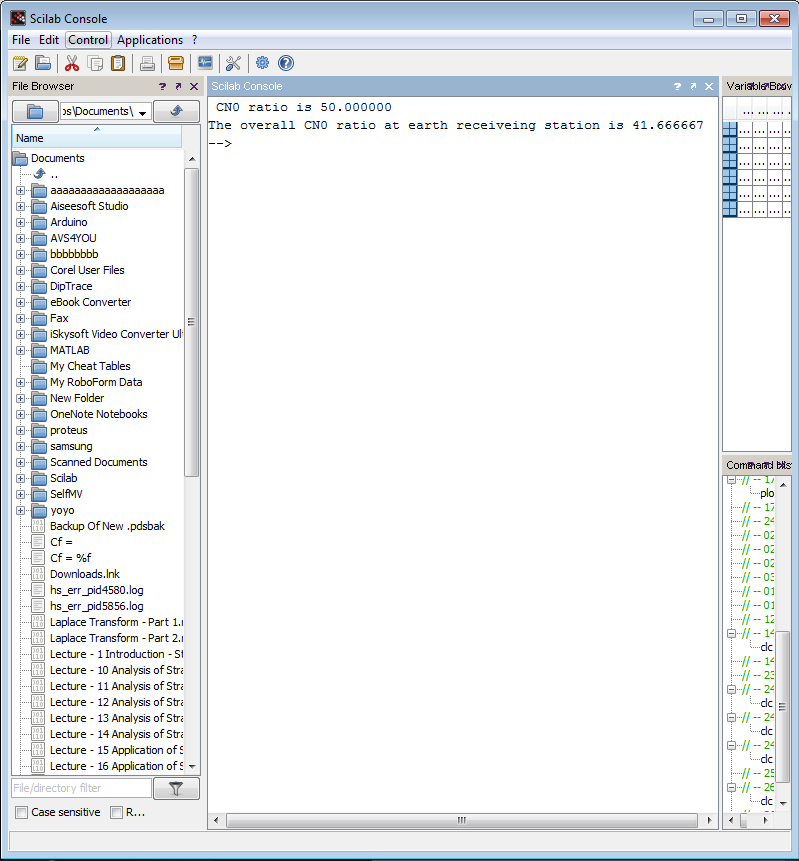 Scilab Console
File Edit Control Applications ?
File Browser
Scilab Console
Variable Brow
os\Documents\
CN0 ratio is 50.000000
The overall CN0 ratio at earth receiveing station is 41.666667
-->
Name
Documents
..
aaaaaaaaaaaaaaaaaaa
Aiseesoft Studio
Arduino
AVS4YOU
bbbbbbbb
Corel User Files
DipTrace
eBook Converter
Fax
iSkysoft Video Converter Ul
MATLAB
My Cheat Tables
My RoboForm Data
New Folder
OneNote Notebooks
proteus
samsung
Scanned Documents
Scilab
SelfMV
yoyo
Backup Of New .pdsbak
Cf =
Cf = %f
Downloads.lnk
hs_err_pid4580.log
hs_err_pid5856.log
Laplace Transform - Part 1.
Laplace Transform - Part 2.
Lecture - 1 Introduction - St
Lecture - 10 Analysis of Stra
Lecture - 11 Analysis of Stra
Lecture - 12 Analysis of Stra
Lecture - 13 Analysis of Stra
Lecture - 14 Analysis of Stra
Lecture - 15 Application of S
Lecture - 16 Application of S
File/directory filter
Case sensitive R...
... ... ... ...
... ... ... ...
... ... ... ...
... ... ... ...
... ... ... ...
... ... ... ...
... ... ... ...
Command
// -- 17
plo
// -- 17
// -- 24
// -- 02
// -- 02
// -- 02
// -- 03
// -- 01
// -- 01
// -- 12
// -- 14
clc
// -- 14
// -- 23
// -- 24
clc
// -- 24
clc
// -- 24
clc
// -- 25
// -- 26
clc